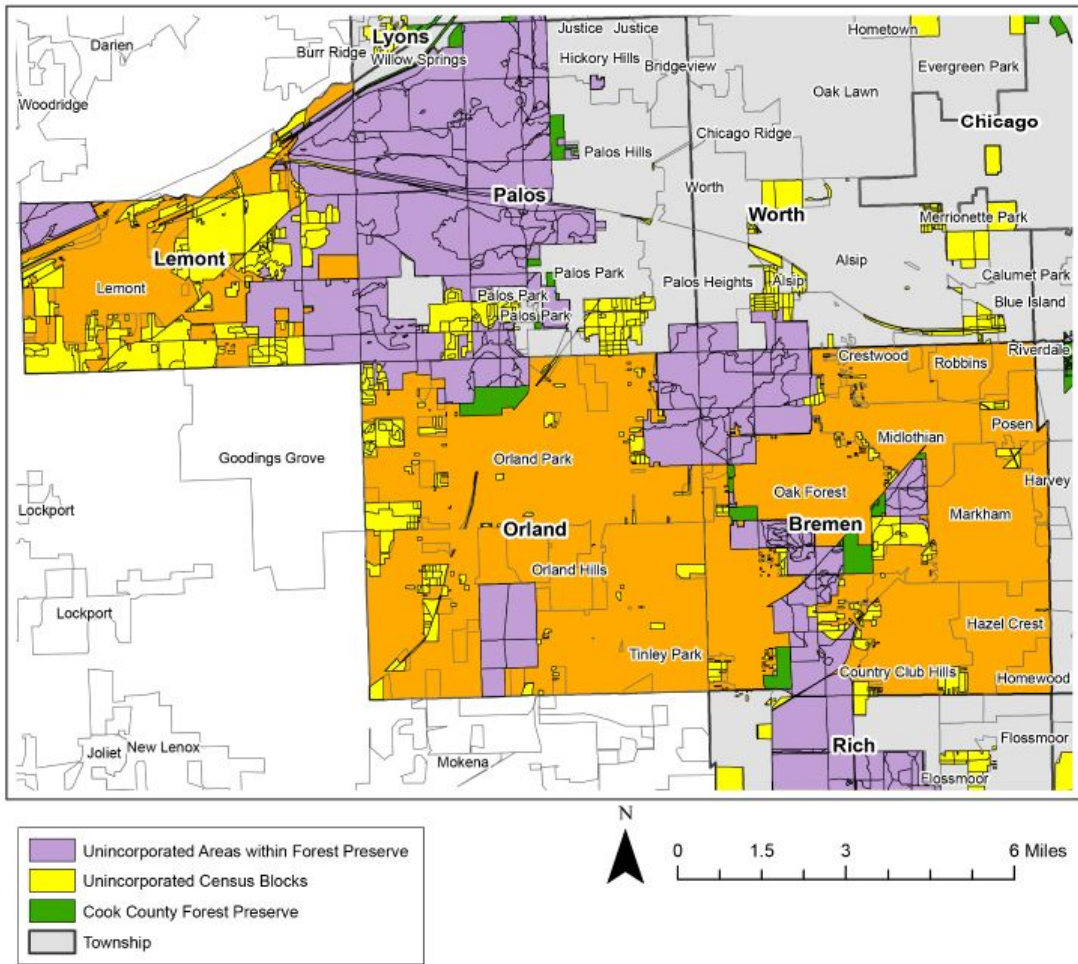 Lyons
Justice
Justice
Hometown
Darien
Burr Ridge
Willow Springs
Hickory Hills
Bridgeview
Evergreen Park
Woodridge
Oak Lawn
Chicago
Chicago Ridge
Palos Hills
Palos
Worth
Worth
Merrionette Park
Lemont
Alsip
Lemont
Palos Park
Palos Heights
Alsip
Calumet Park
Palos Park
Blue Island
Palos Park
Crestwood
Riverdale
Robbins
Posen
Midlothian
Goodings Grove
Orland Park
Harvey
Oak Forest
Lockport
Markham
Orland
Bremen
Orland Hills
Lockport
Hazel Crest
Tinley Park
Country Club Hills
Homewood
Joliet
New Lenox
Rich
Flossmoor
Mokena
Flossmoor
N
Unincorporated Areas within Forest Preserve
Unincorporated Census Blocks
Cook County Forest Preserve
Township
0 1.5 3 6 Miles